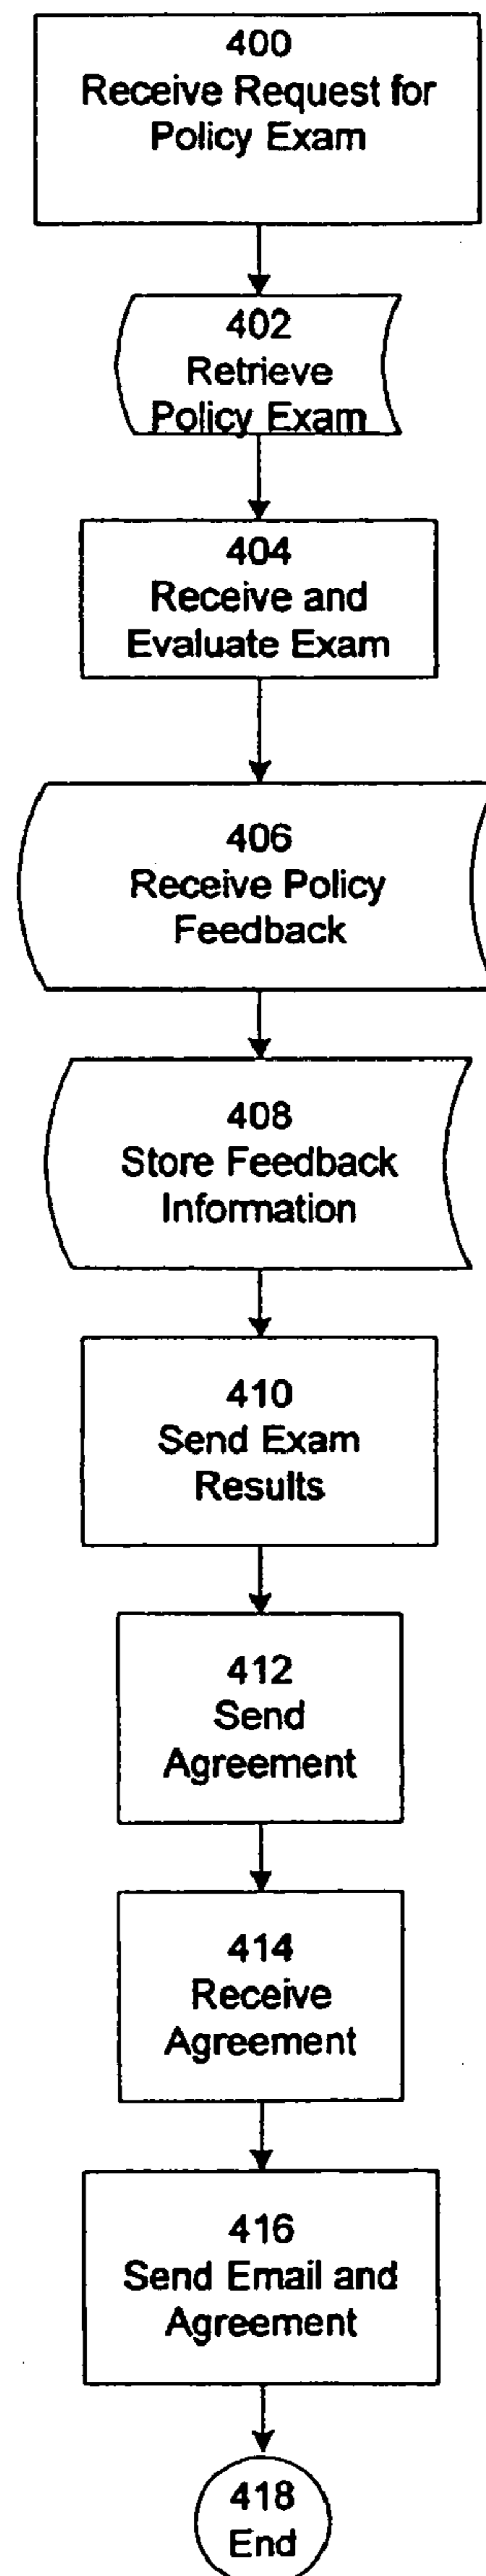 400
Receive Request for
Policy Exam
402
Retrieve
Policy Exam
404
Receive and
Evaluate Exam
406
Receive Policy
Feedback
408
Store Feedback
Information
410
Send Exam
Results
412
Send
Agreement
414
Receive
Agreement
416
Send Email and
Agreement
418
End